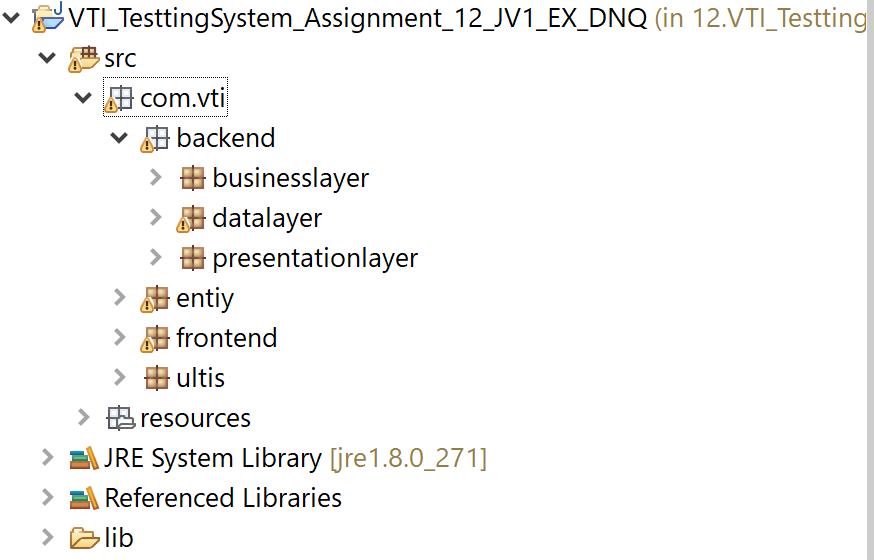 VTI_TesttingSystem_Assignment_12_JV1_EX_DNQ (in 12.VTI_Testting
src
com.vti
backend
businesslayer
datalayer
presentationlayer
entiy
frontend
ultis
resources
JRE System Library [jre1.8.0_271]
Referenced Libraries
lib